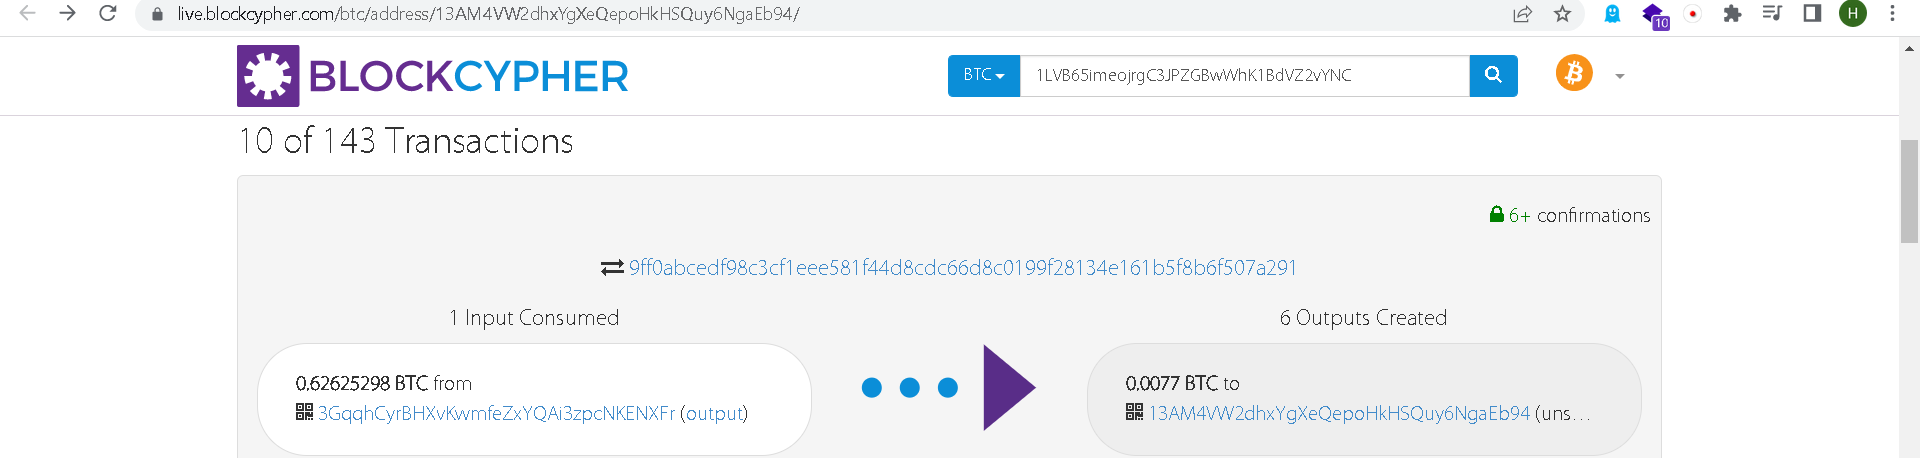 live.blockcypher.com/btc/address/13AM4VW2dhxYgXeQepoHkHSQuy6NgaEb94/
10
H
BLOCKCYPHER
BTC
1LVB65imeojrgC3JPZGBwWhK1BdVZ2vYNC
10 of 143 Transactions
6+ confirmations
9ff0abcedf98c3cf1eee581f44d8cdc66d8c0199f28134e161b5f8b6f507a291
1 Input Consumed
6 Outputs Created
0.62625298 BTC from
3GqqhCyrBHXvKwmfeZxYQAi3zpcNKENXFr (output)
0.0077 BTC to
13AM4VW2dhxYgXeQepoHkHSQuy6NgaEb94 (uns…